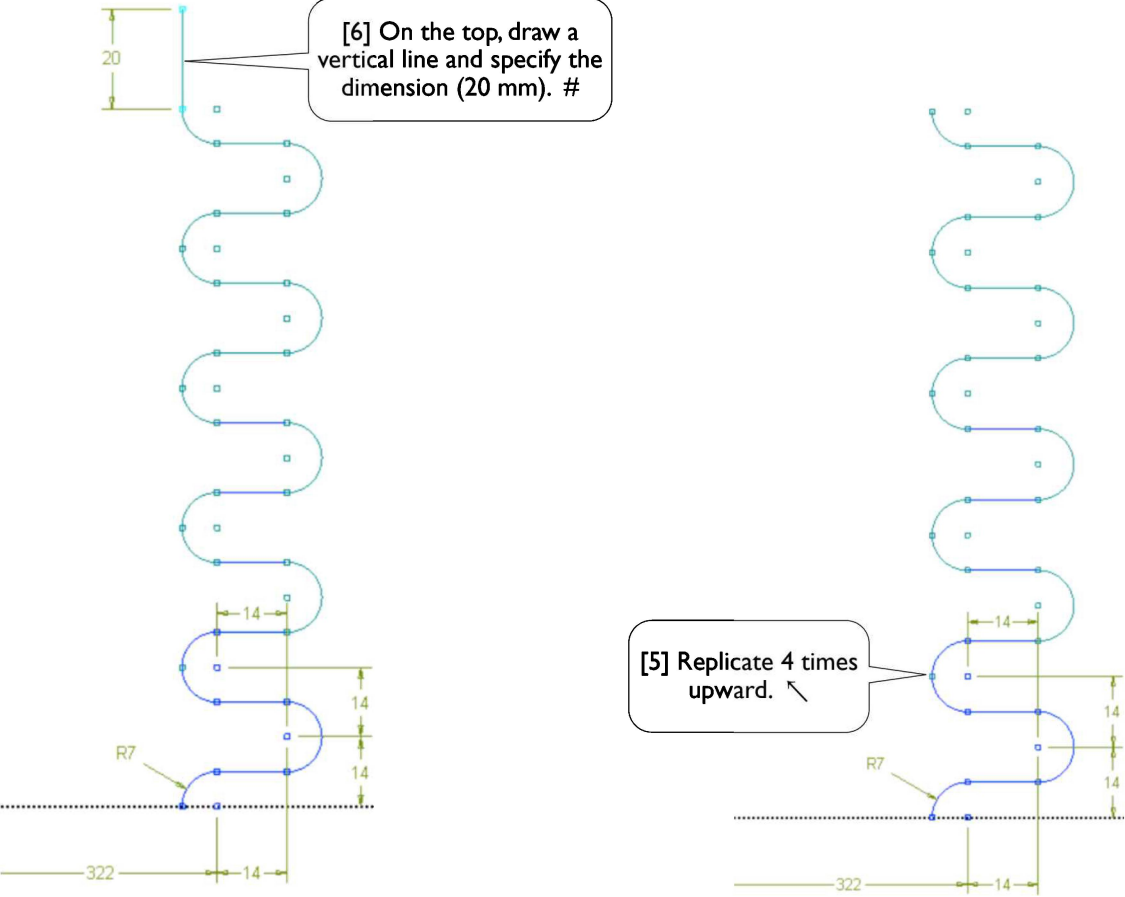 20
[6] On the top, draw a
vertical line and specify the
dimension (20 mm). #
14
14
14
R7
322
14
[5] Replicate 4 times
upward. ↖
14
14
14
R7
322
14